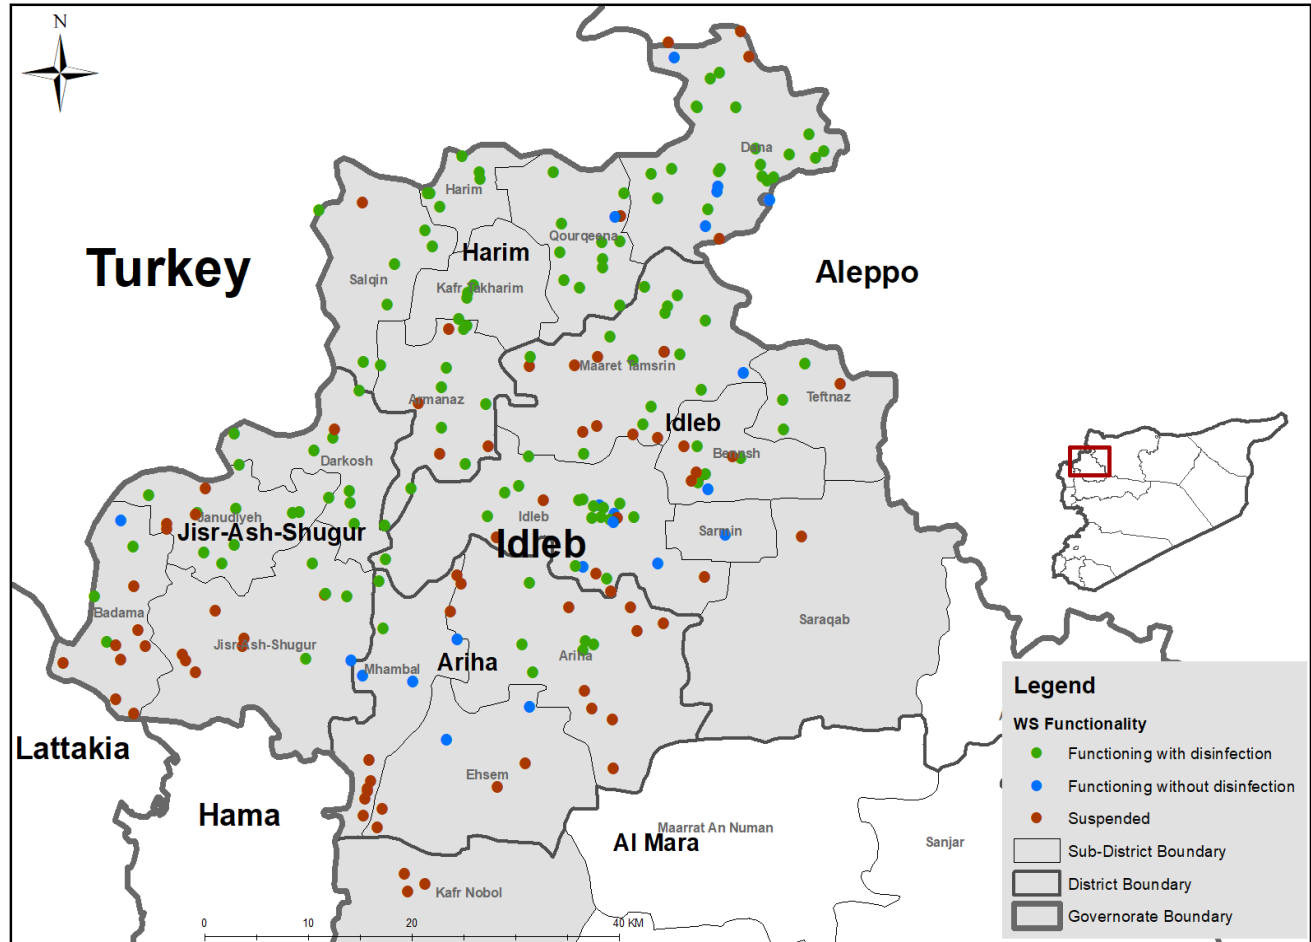 N
Dana
Harim
Turkey
Qourqeena
Harim
Aleppo
Salqin
Kafr Takharim
Maaret Tamsrin
Teftnaz
Armanaz
Idleb
Bennsh
Darkosh
Janudiyeh
Idleb
Jisr-Ash-Shugur
Sarmin
Idleb
Badama
Saraqab
Jisr-Ash-Shugur
Ariha
Mhambal
Ariha
Lattakia
Ehsem
Hama
Maarrat An Numan
Al Mara
Sanjar
Kafr Nobol
0 10 20 40 KM
Legend
WS Functionality
Functioning with disinfection
Functioning without disinfection
Suspended
Sub-District Boundary
District Boundary
Governorate Boundary